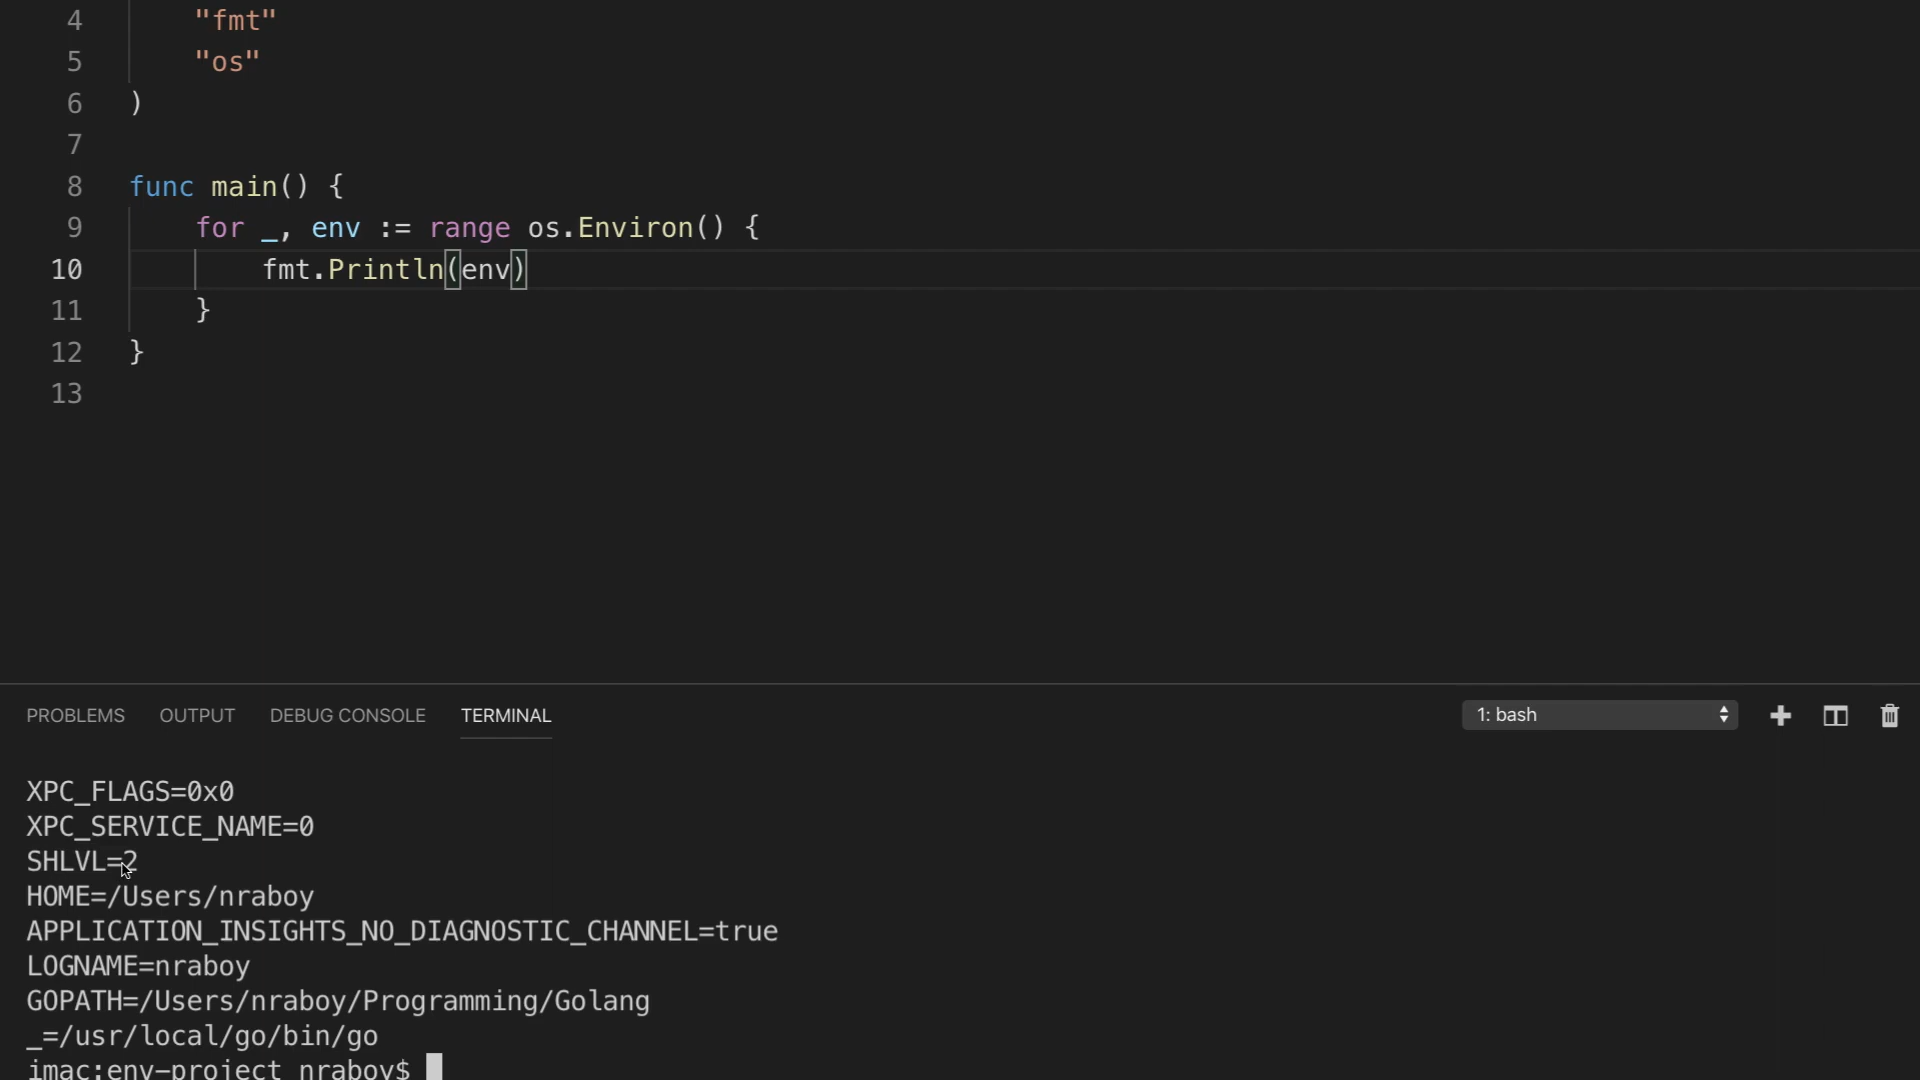 4 "fmt"
5 "os"
6 )
7
8 func main() {
9 for _, env := range os.Environ() {
10 fmt.Println(env)
11 }
12 }
13
PROBLEMS OUTPUT DEBUG CONSOLE TERMINAL 1: bash
XPC_FLAGS=0x0
XPC_SERVICE_NAME=0
SHLVL=2
HOME=/Users/nraboy
APPLICATION_INSIGHTS_NO_DIAGNOSTIC_CHANNEL=true
LOGNAME=nraboy
GOPATH=/Users/nraboy/Programming/Golang
_=/usr/local/go/bin/go
imac:env-project nraboy$